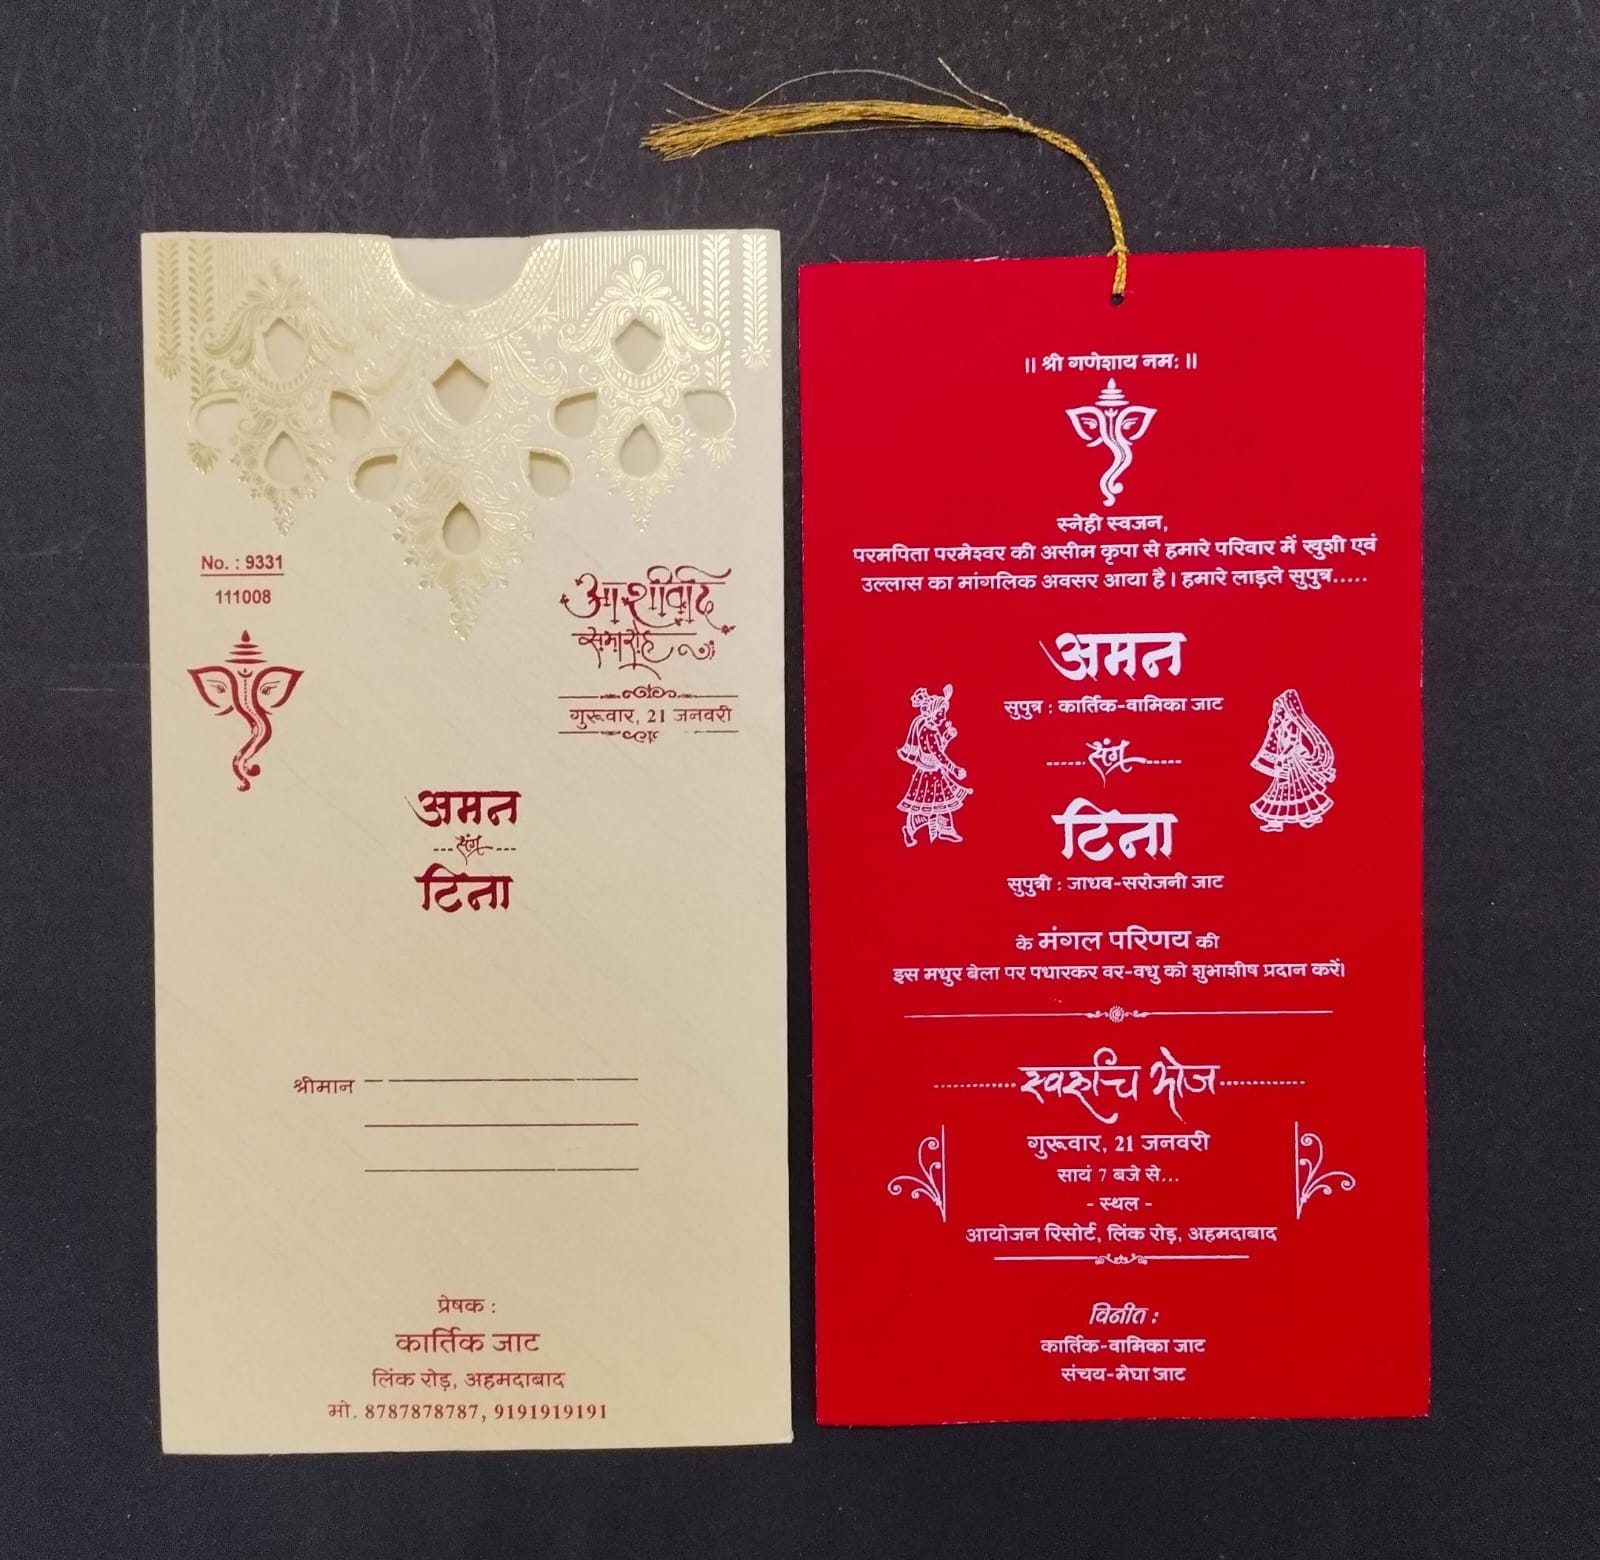 No. : 9331
111008
आशीर्वाद
समारोह
गुरूवार, 21 जनवरी
अमन
संग
टिना
श्रीमान
प्रेषक :
कार्तिक जाट
लिंक रोड़, अहमदाबाद
मो. 8787878787, 9191919191
॥ श्री गणेशाय नमः ॥
स्नेही स्वजन,
परमपिता परमेश्वर की असीम कृपा से हमारे परिवार में खुशी एवं
उल्लास का मांगलिक अवसर आया है। हमारे लाड़ले सुपुत्र.....
अमन
सुपुत्र : कार्तिक-वामिका जाट
......संग......
टिना
सुपुत्री : जाधव-सरोजनी जाट
के मंगल परिणय की
इस मधुर बेला पर पधारकर वर-वधु को शुभाशीष प्रदान करें।
स्वरुचि भोज
गुरूवार, 21 जनवरी
सायं 7 बजे से...
- स्थल -
आयोजन रिसोर्ट, लिंक रोड़, अहमदाबाद
विनीत :
कार्तिक-वामिका जाट
संचय-मेघा जाट